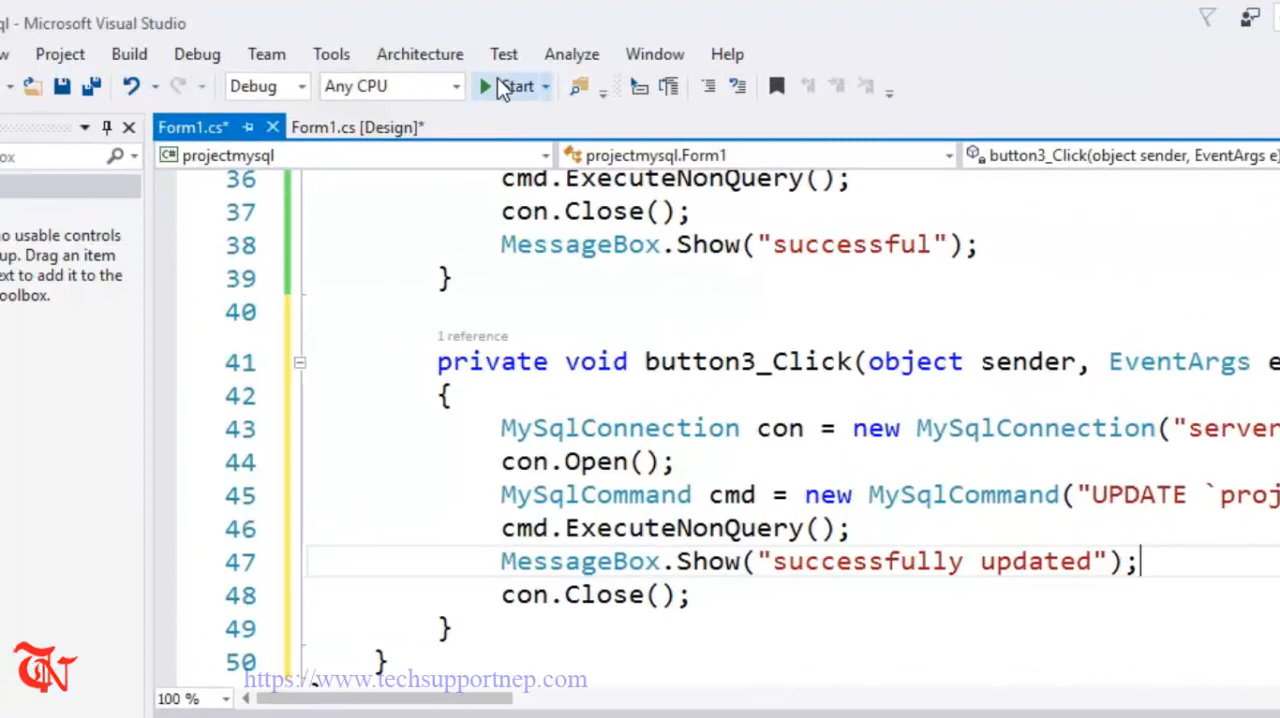 ql - Microsoft Visual Studio
w Project Build Debug Team Tools Architecture Test Analyze Window Help
Debug Any CPU Start
Form1.cs* Form1.cs [Design]*
ox
projectmysql projectmysql.Form1 button3_Click(object sender, EventArgs e
36 cmd.ExecuteNonQuery();
37 con.Close();
38 MessageBox.Show("successful");
39 }
40
no usable controls
up. Drag an item
ext to add it to the
oolbox.
1 reference
41 private void button3_Click(object sender, EventArgs e
42 {
43 MySqlConnection con = new MySqlConnection("server
44 con.Open();
45 MySqlCommand cmd = new MySqlCommand("UPDATE `proj
46 cmd.ExecuteNonQuery();
47 MessageBox.Show("successfully updated");
48 con.Close();
49 }
50 }
TN
https://www.techsupportnep.com
100 %